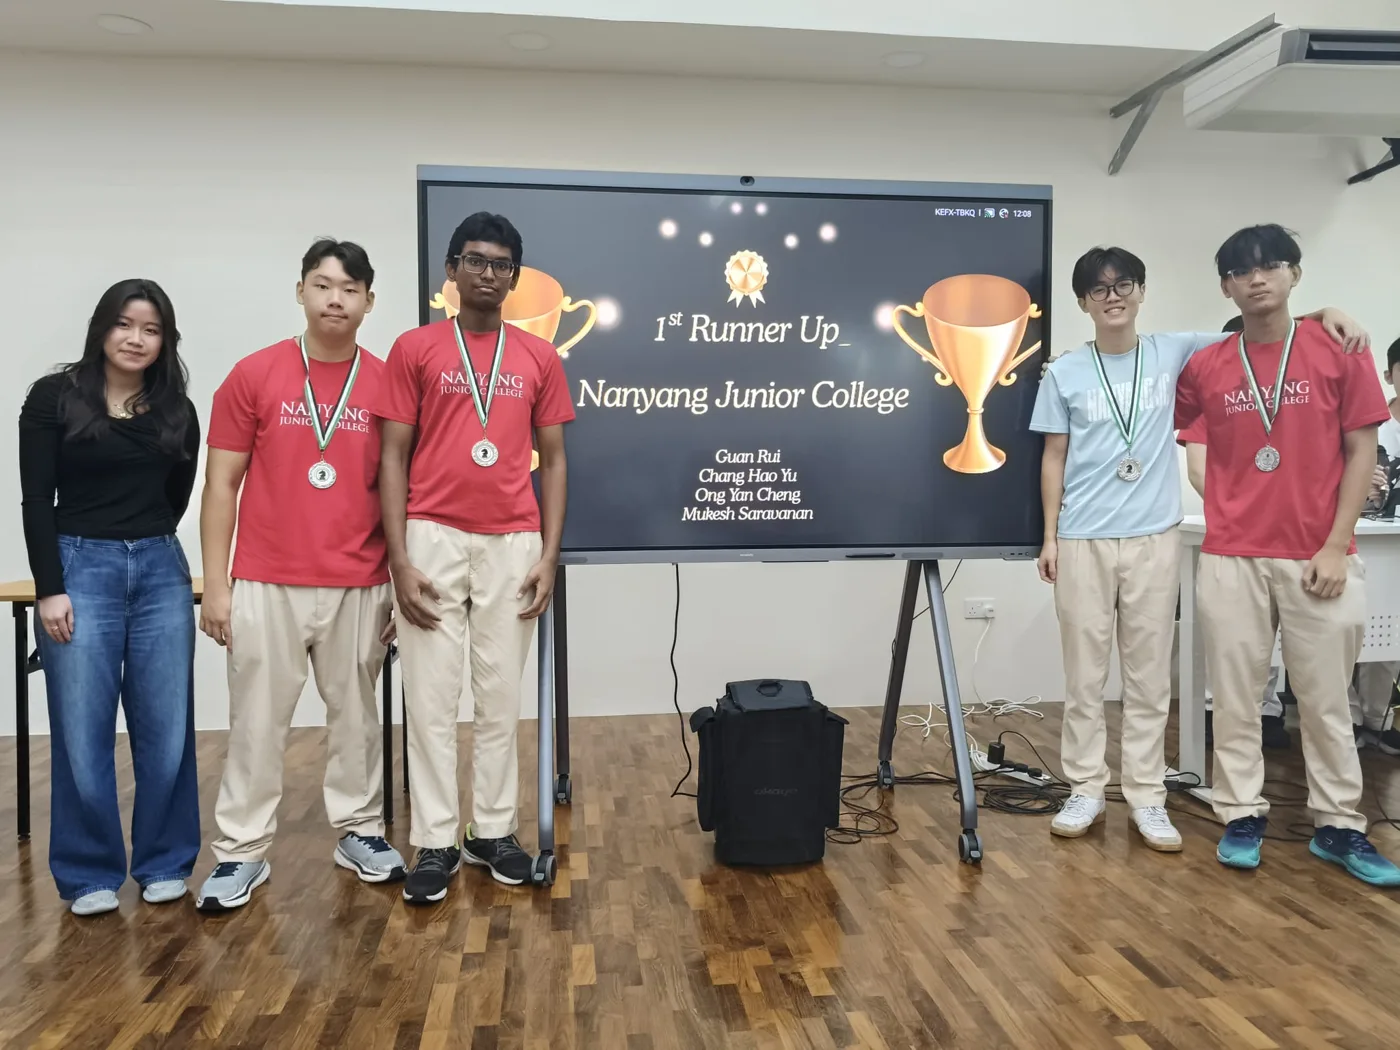 KEFX-TBKQ | 12:08
1st Runner Up_
Nanyang Junior College
Guan Rui
Chang Hao Yu
Ong Yan Cheng
Mukesh Saravanan
NANYANG
JUNIOR COLLEGE
NANYANG
JUNIOR COLLEGE
NANYANG
JUNIOR COLLEGE